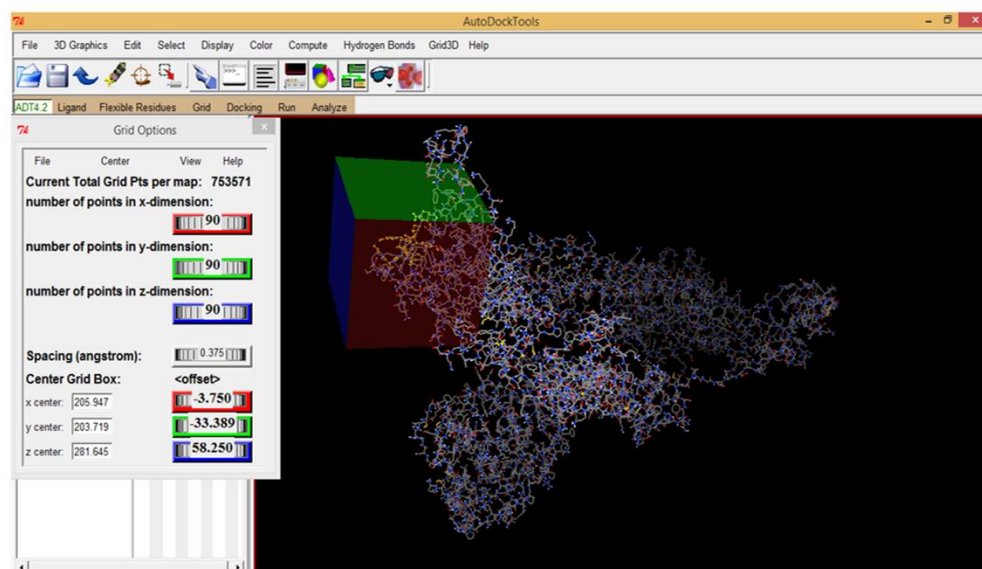 AutoDockTools
File 3D Graphics Edit Select Display Color Compute Hydrogen Bonds Grid3D Help
ADT4.2 Ligand Flexible Residues Grid Docking Run Analyze
Grid Options
File Center View Help
Current Total Grid Pts per map: 753571
number of points in x-dimension:
90
number of points in y-dimension:
90
number of points in z-dimension:
90
Spacing (angstrom): 0.375
Center Grid Box: <offset>
x center: 205.947 -3.750
y center: 203.719 -33.389
z center: 281.645 58.250